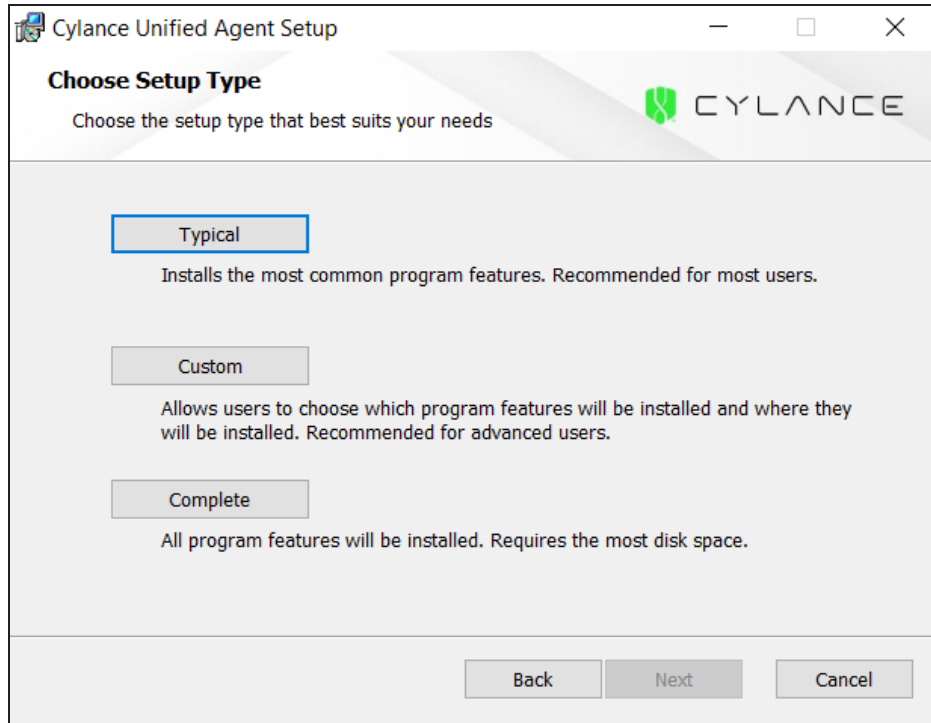 Cylance Unified Agent Setup
Choose Setup Type
Choose the setup type that best suits your needs
CYLANCE
Typical
Installs the most common program features. Recommended for most users.
Custom
Allows users to choose which program features will be installed and where they
will be installed. Recommended for advanced users.
Complete
All program features will be installed. Requires the most disk space.
Back Next Cancel